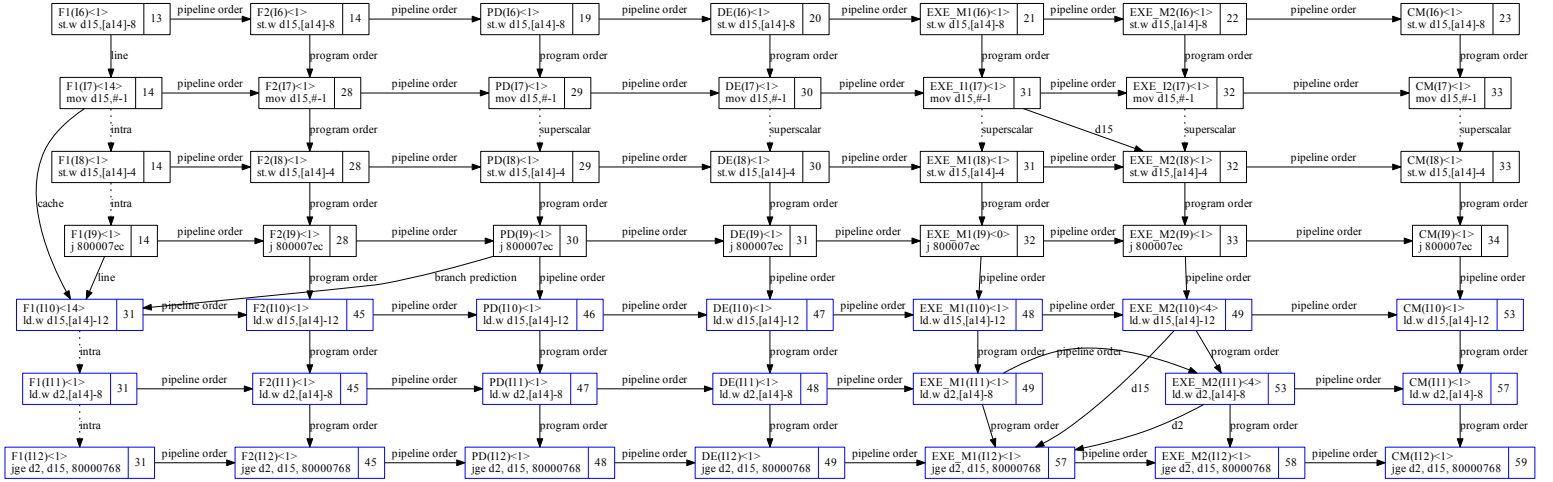 F1(I6)<1>
st.w d15,[a14]-8
13
pipeline order
F2(I6)<1>
st.w d15,[a14]-8
14
pipeline order
PD(I6)<1>
st.w d15,[a14]-8
19
pipeline order
DE(I6)<1>
st.w d15,[a14]-8
20
pipeline order
EXE_M1(I6)<1>
st.w d15,[a14]-8
21
pipeline order
EXE_M2(I6)<1>
st.w d15,[a14]-8
22
pipeline order
CM(I6)<1>
st.w d15,[a14]-8
23
line
program order
program order
program order
program order
program order
program order
F1(I7)<14>
mov d15,#-1
14
pipeline order
F2(I7)<1>
mov d15,#-1
28
pipeline order
PD(I7)<1>
mov d15,#-1
29
pipeline order
DE(I7)<1>
mov d15,#-1
30
pipeline order
EXE_I1(I7)<1>
mov d15,#-1
31
pipeline order
EXE_I2(I7)<1>
mov d15,#-1
32
pipeline order
CM(I7)<1>
mov d15,#-1
33
intra
program order
superscalar
superscalar
superscalar
d15
superscalar
superscalar
F1(I8)<1>
st.w d15,[a14]-4
14
pipeline order
F2(I8)<1>
st.w d15,[a14]-4
28
pipeline order
PD(I8)<1>
st.w d15,[a14]-4
29
pipeline order
DE(I8)<1>
st.w d15,[a14]-4
30
pipeline order
EXE_M1(I8)<1>
st.w d15,[a14]-4
31
pipeline order
EXE_M2(I8)<1>
st.w d15,[a14]-4
32
pipeline order
CM(I8)<1>
st.w d15,[a14]-4
33
cache
intra
program order
program order
program order
program order
program order
program order
F1(I9)<1>
j 800007ec
14
pipeline order
F2(I9)<1>
j 800007ec
28
pipeline order
PD(I9)<1>
j 800007ec
30
pipeline order
DE(I9)<1>
j 800007ec
31
pipeline order
EXE_M1(I9)<0>
j 800007ec
32
pipeline order
EXE_M2(I9)<1>
j 800007ec
33
pipeline order
CM(I9)<1>
j 800007ec
34
line
program order
branch prediction
pipeline order
pipeline order
pipeline order
pipeline order
pipeline order
F1(I10)<14>
ld.w d15,[a14]-12
31
pipeline order
F2(I10)<1>
ld.w d15,[a14]-12
45
pipeline order
PD(I10)<1>
ld.w d15,[a14]-12
46
pipeline order
DE(I10)<1>
ld.w d15,[a14]-12
47
pipeline order
EXE_M1(I10)<1>
ld.w d15,[a14]-12
48
pipeline order
EXE_M2(I10)<4>
ld.w d15,[a14]-12
49
pipeline order
CM(I10)<1>
ld.w d15,[a14]-12
53
intra
program order
program order
program order
program order
pipeline order
program order
program order
F1(I11)<1>
ld.w d2,[a14]-8
31
pipeline order
F2(I11)<1>
ld.w d2,[a14]-8
45
pipeline order
PD(I11)<1>
ld.w d2,[a14]-8
47
pipeline order
DE(I11)<1>
ld.w d2,[a14]-8
48
pipeline order
EXE_M1(I11)<1>
ld.w d2,[a14]-8
49
d15
EXE_M2(I11)<4>
ld.w d2,[a14]-8
53
pipeline order
CM(I11)<1>
ld.w d2,[a14]-8
57
intra
program order
program order
program order
program order
d2
program order
program order
F1(I12)<1>
jge d2, d15, 80000768
31
pipeline order
F2(I12)<1>
jge d2, d15, 80000768
45
pipeline order
PD(I12)<1>
jge d2, d15, 80000768
48
pipeline order
DE(I12)<1>
jge d2, d15, 80000768
49
pipeline order
EXE_M1(I12)<1>
jge d2, d15, 80000768
57
pipeline order
EXE_M2(I12)<1>
jge d2, d15, 80000768
58
pipeline order
CM(I12)<1>
jge d2, d15, 80000768
59